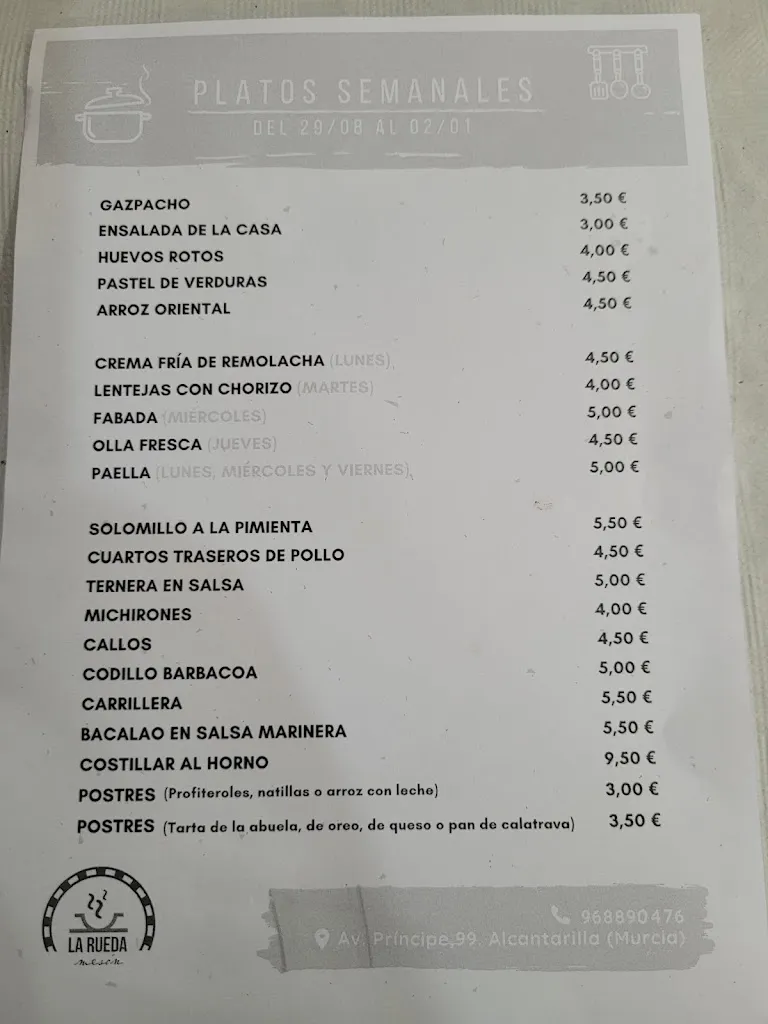 PLATOS SEMANALES
DEL 29/08 AL 02/01
GAZPACHO 3,50 €
ENSALADA DE LA CASA 3,00 €
HUEVOS ROTOS 4,00 €
PASTEL DE VERDURAS 4,50 €
ARROZ ORIENTAL 4,50 €
CREMA FRÍA DE REMOLACHA (LUNES) 4,50 €
LENTEJAS CON CHORIZO (MARTES) 4,00 €
FABADA (MIÉRCOLES) 5,00 €
OLLA FRESCA (JUEVES) 4,50 €
PAELLA (LUNES, MIÉRCOLES Y VIERNES) 5,00 €
SOLOMILLO A LA PIMIENTA 5,50 €
CUARTOS TRASEROS DE POLLO 4,50 €
TERNERA EN SALSA 5,00 €
MICHIRONES 4,00 €
CALLOS 4,50 €
CODILLO BARBACOA 5,00 €
CARRILLERA 5,50 €
BACALAO EN SALSA MARINERA 5,50 €
COSTILLAR AL HORNO 9,50 €
POSTRES (Profiteroles, natillas o arroz con leche) 3,00 €
POSTRES (Tarta de la abuela, de oreo, de queso o pan de calatrava) 3,50 €
LA RUEDA
mesón
968890476
Av. Príncipe,99. Alcantarilla (Murcia)